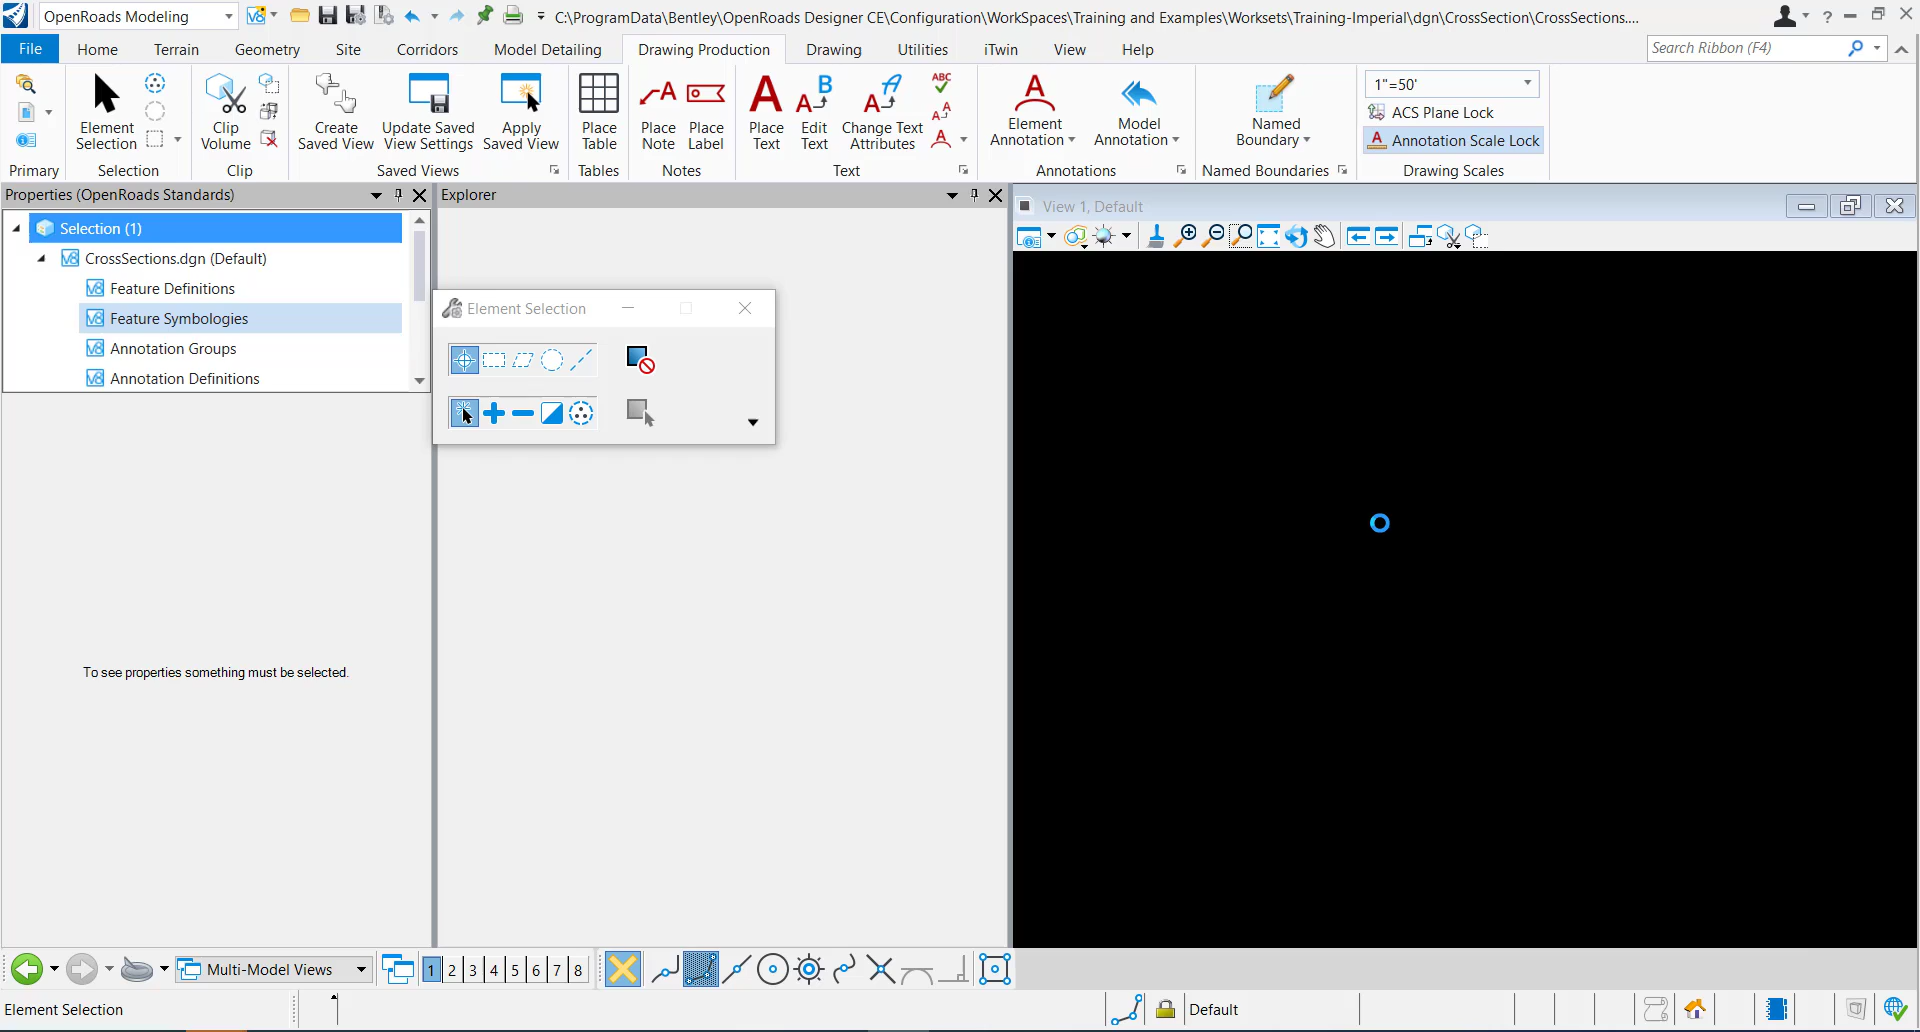 OpenRoads Modeling
C:\ProgramData\Bentley\OpenRoads Designer CE\Configuration\WorkSpaces\Training and Examples\Worksets\Training-Imperial\dgn\CrossSection\CrossSections....
File Home Terrain Geometry Site Corridors Model Detailing Drawing Production Drawing Utilities iTwin View Help
Search Ribbon (F4)
Primary
Element Selection
Selection
Clip Volume
Clip
Create Saved View
Update Saved View Settings
Apply Saved View
Saved Views
Place Table
Tables
Place Note
Place Label
Notes
Place Text
Edit Text
Change Text Attributes
ABC
Text
Element Annotation
Model Annotation
Annotations
Named Boundary
Named Boundaries
1"=50'
ACS Plane Lock
Annotation Scale Lock
Drawing Scales
Properties (OpenRoads Standards)
Selection (1)
CrossSections.dgn (Default)
Feature Definitions
Feature Symbologies
Annotation Groups
Annotation Definitions
To see properties something must be selected.
Explorer
Element Selection
View 1, Default
Multi-Model Views
1 2 3 4 5 6 7 8
Element Selection
Default